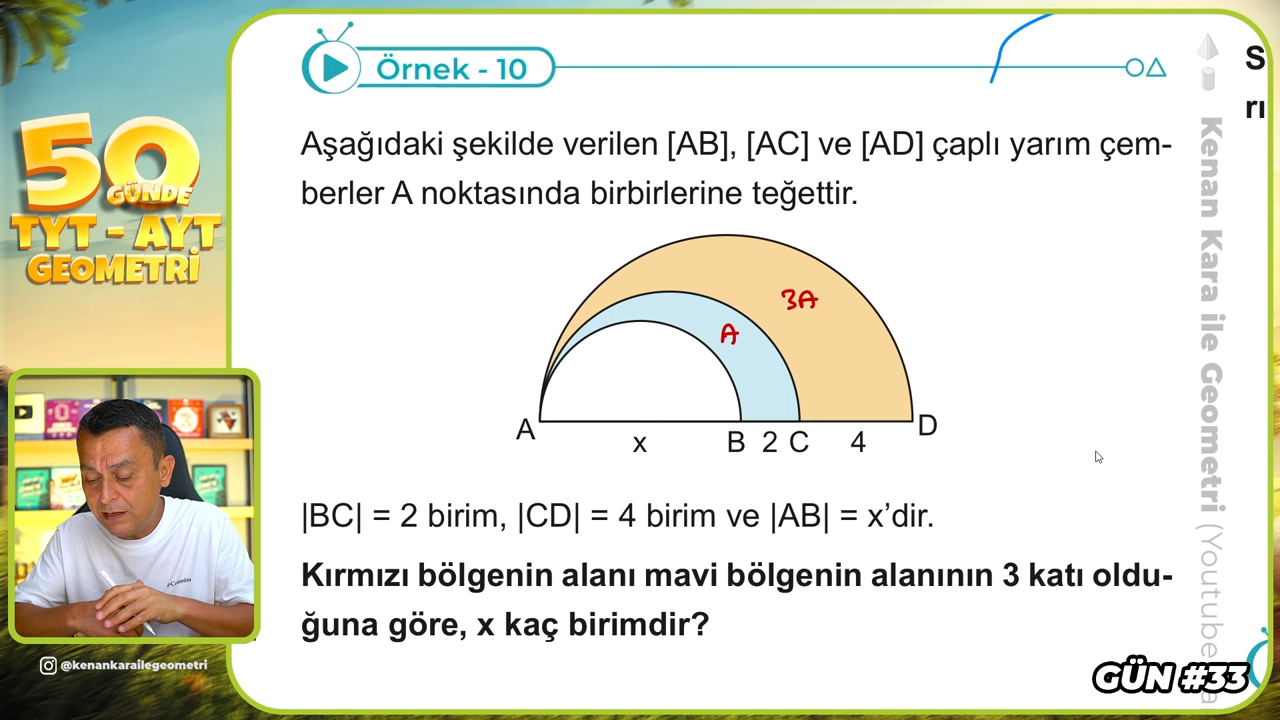 50
GÜNDE
TYT - AYT
GEOMETRİ
Örnek - 10
Aşağıdaki şekilde verilen [AB], [AC] ve [AD] çaplı yarım çem-
berler A noktasında birbirlerine teğettir.
3A
A
A
x
B
2
C
4
D
|BC| = 2 birim, |CD| = 4 birim ve |AB| = x’dir.
Kırmızı bölgenin alanı mavi bölgenin alanının 3 katı oldu-
ğuna göre, x kaç birimdir?
Kenan Kara ile Geometri (Youtube
S
rı
Columbia
@kenankarailegeometri
GÜN #33